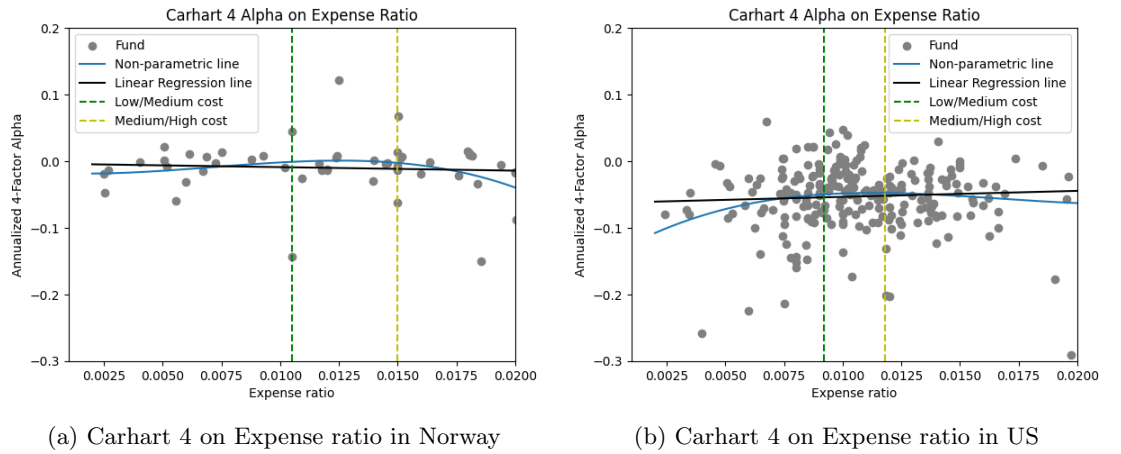 Carhart 4 Alpha on Expense Ratio
0.2
0.1
0.0
−0.1
−0.2
−0.3
Annualized 4-Factor Alpha
Fund
Non-parametric line
Linear Regression line
Low/Medium cost
Medium/High cost
0.0025 0.0050 0.0075 0.0100 0.0125 0.0150 0.0175 0.0200
Expense ratio
(a) Carhart 4 on Expense ratio in Norway
Carhart 4 Alpha on Expense Ratio
0.2
0.1
0.0
−0.1
−0.2
−0.3
Annualized 4-Factor Alpha
Fund
Non-parametric line
Linear Regression line
Low/Medium cost
Medium/High cost
0.0025 0.0050 0.0075 0.0100 0.0125 0.0150 0.0175 0.0200
Expense ratio
(b) Carhart 4 on Expense ratio in US